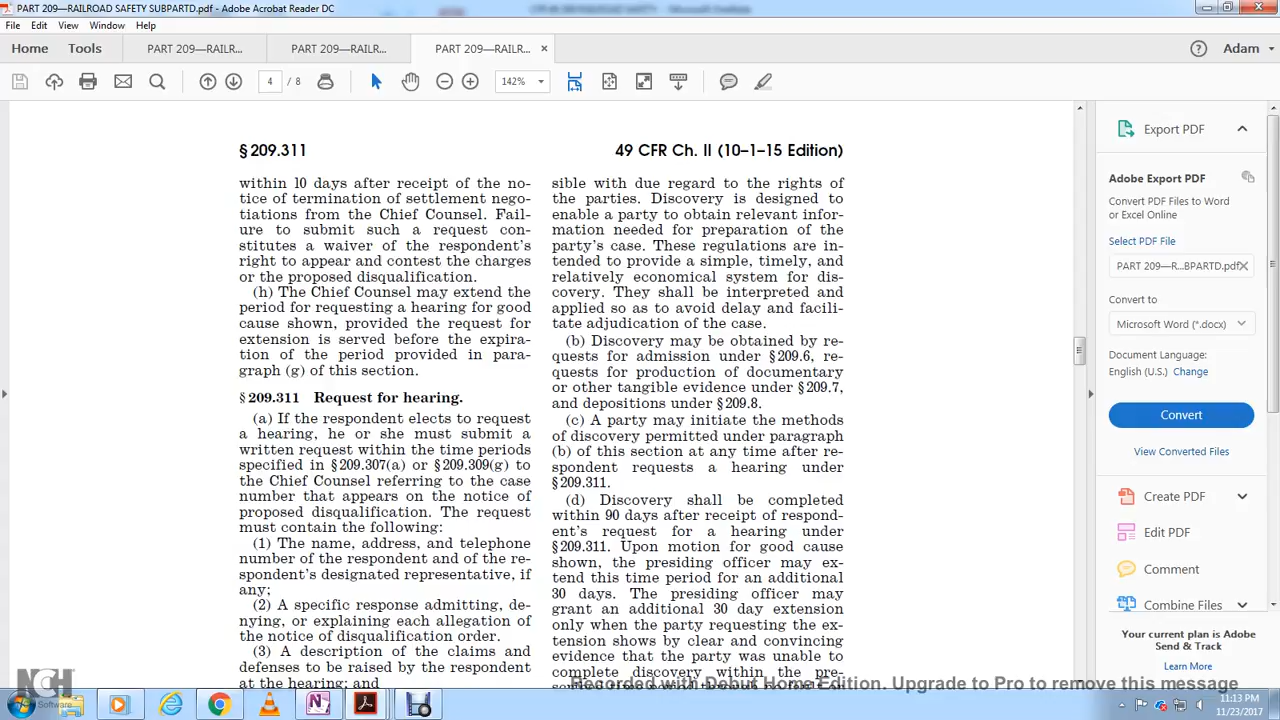 PART 209—RAILROAD SAFETY SUBPARTD.pdf - Adobe Acrobat Reader DC
File Edit View Window Help
Home Tools PART 209—RAILR... PART 209—RAILR... PART 209—RAILR... × Adam
4 / 8 142%
§ 209.311
49 CFR Ch. II (10–1–15 Edition)
within 10 days after receipt of the no-
tice of termination of settlement nego-
tiations from the Chief Counsel. Fail-
ure to submit such a request con-
stitutes a waiver of the respondent's
right to appear and contest the charges
or the proposed disqualification.
(h) The Chief Counsel may extend the
period for requesting a hearing for good
cause shown, provided the request for
extension is served before the expira-
tion of the period provided in para-
graph (g) of this section.
§ 209.311 Request for hearing.
(a) If the respondent elects to request
a hearing, he or she must submit a
written request within the time periods
specified in § 209.307(a) or § 209.309(g) to
the Chief Counsel referring to the case
number that appears on the notice of
proposed disqualification. The request
must contain the following:
(1) The name, address, and telephone
number of the respondent and of the re-
spondent's designated representative, if
any;
(2) A specific response admitting, de-
nying, or explaining each allegation of
the notice of disqualification order.
(3) A description of the claims and
defenses to be raised by the respondent
at the hearing; and
sible with due regard to the rights of
the parties. Discovery is designed to
enable a party to obtain relevant infor-
mation needed for preparation of the
party's case. These regulations are in-
tended to provide a simple, timely, and
relatively economical system for dis-
covery. They shall be interpreted and
applied so as to avoid delay and facili-
tate adjudication of the case.
(b) Discovery may be obtained by re-
quests for admission under § 209.6, re-
quests for production of documentary
or other tangible evidence under § 209.7,
and depositions under § 209.8.
(c) A party may initiate the methods
of discovery permitted under paragraph
(b) of this section at any time after re-
spondent requests a hearing under
§ 209.311.
(d) Discovery shall be completed
within 90 days after receipt of respond-
ent's request for a hearing under
§ 209.311. Upon motion for good cause
shown, the presiding officer may ex-
tend this time period for an additional
30 days. The presiding officer may
grant an additional 30 day extension
only when the party requesting the ex-
tension shows by clear and convincing
evidence that the party was unable to
complete discovery within the pre-
Export PDF
Adobe Export PDF
Convert PDF Files to Word
or Excel Online
Select PDF File
PART 209—R...BPARTD.pdf
Convert to
Microsoft Word (*.docx)
Document Language:
English (U.S.) Change
Convert
View Converted Files
Create PDF
Edit PDF
Comment
Combine Files
Your current plan is Adobe
Send & Track
Learn More
Recorded with Debut Home Edition. Upgrade to Pro to remove this message
NCH
Software
11:13 PM
11/23/2017